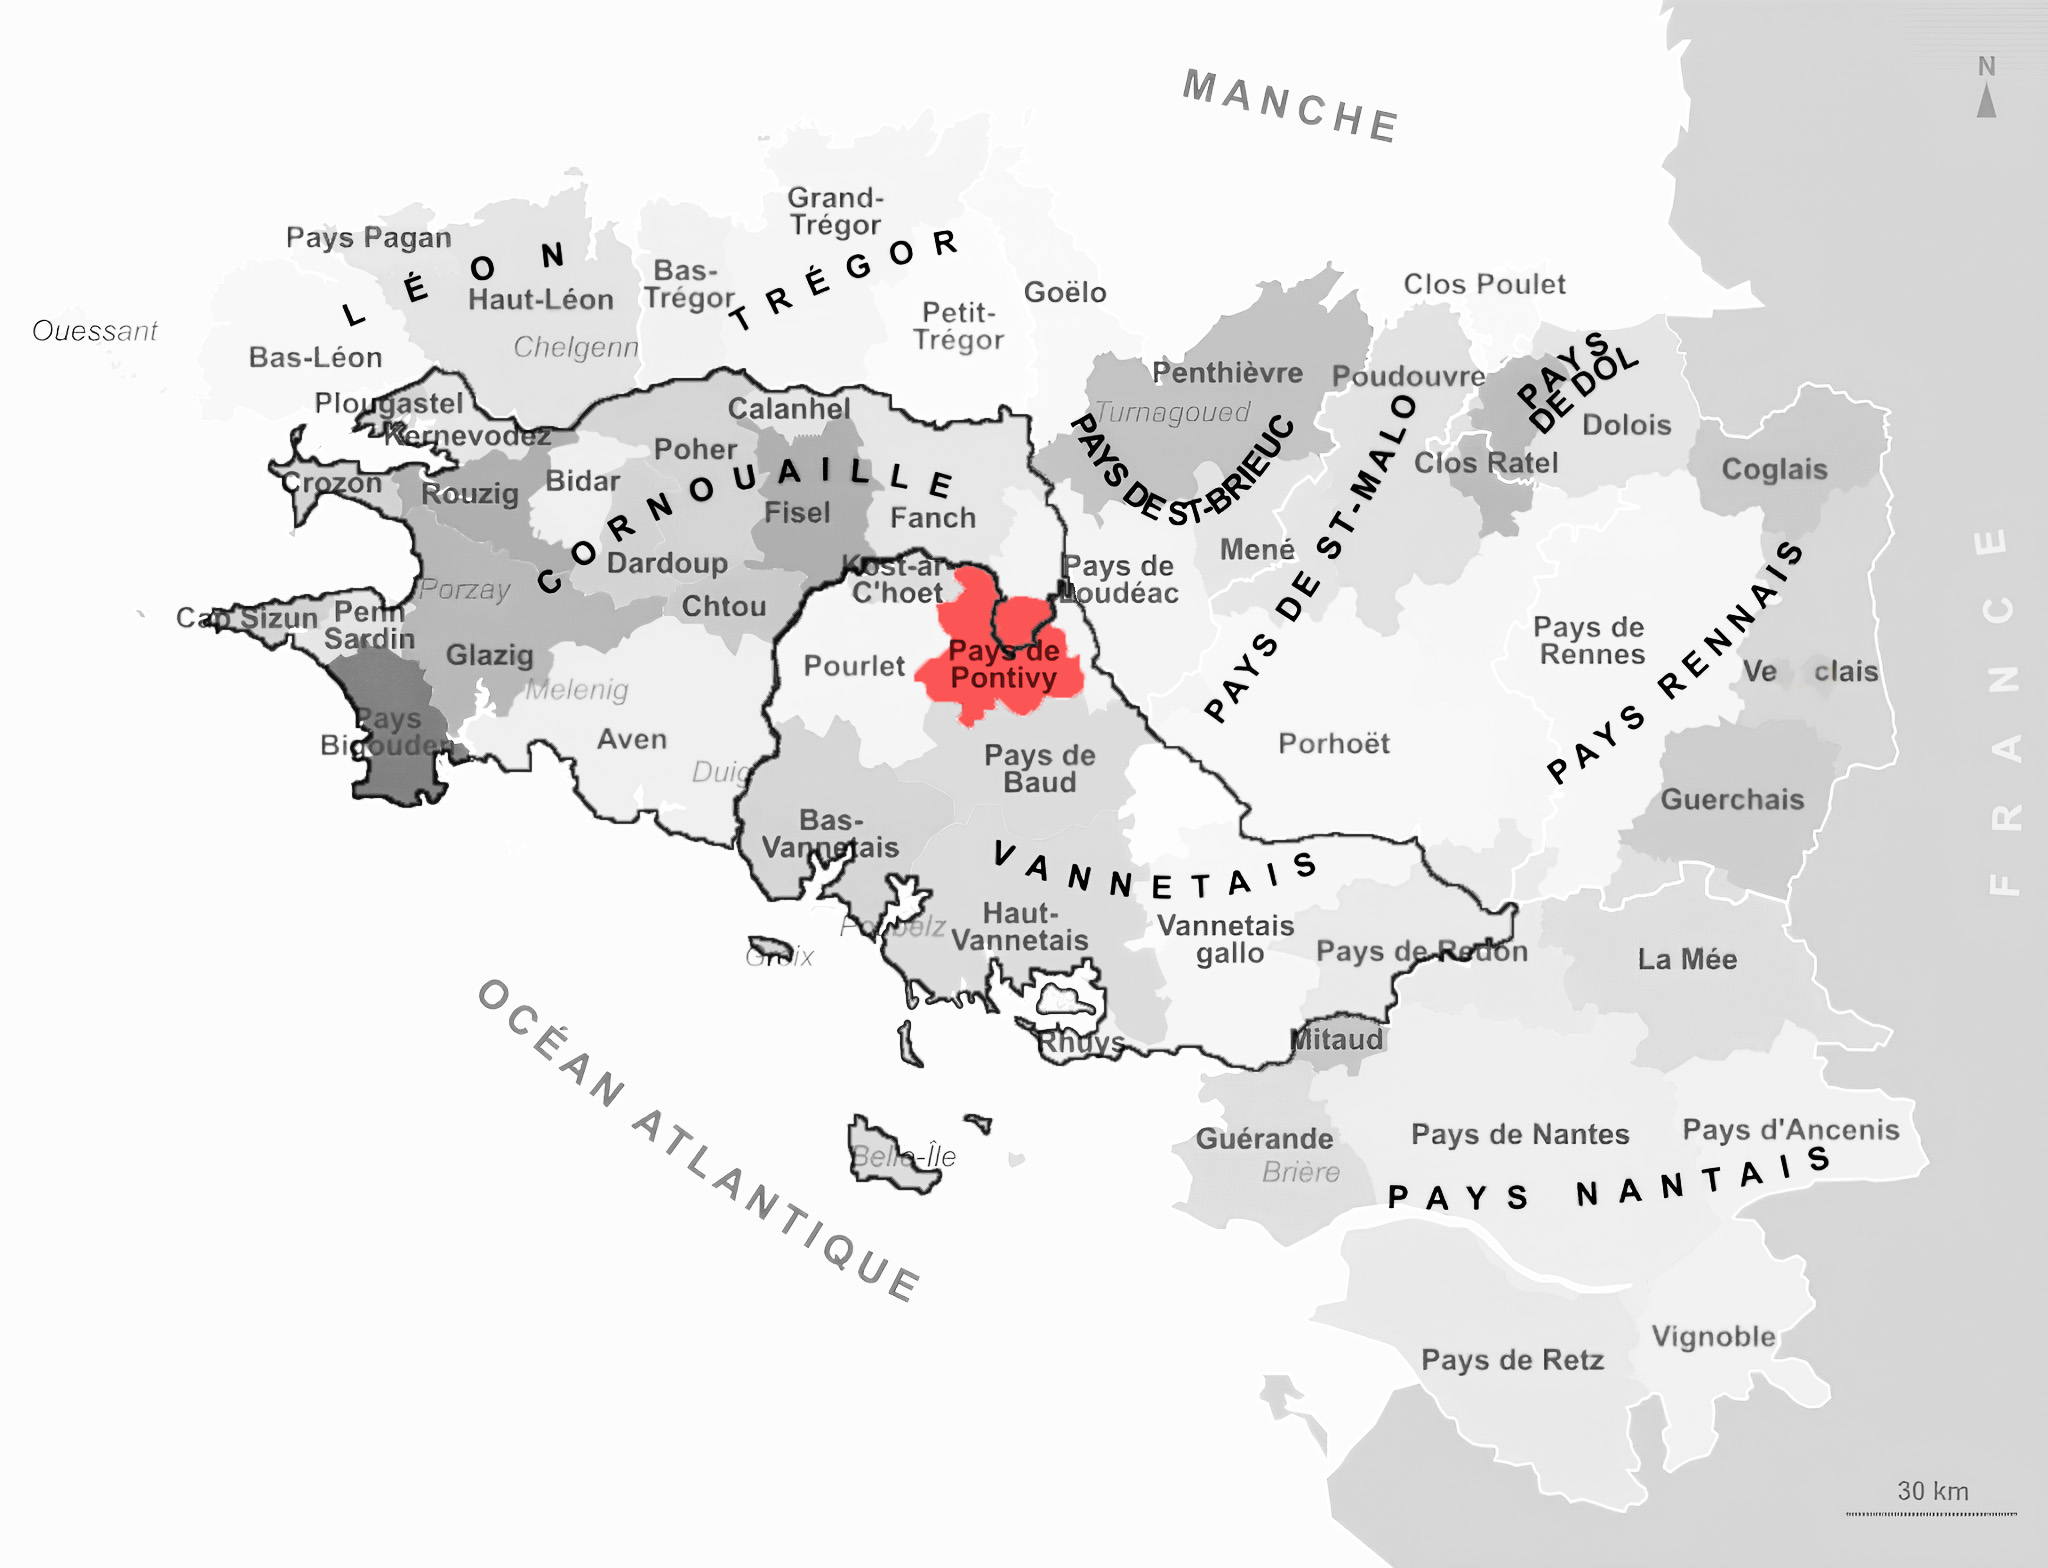 MANCHE
N
Grand-
Trégor
Pays Pagan
LÉON
TRÉGOR
Bas-
Trégor
Haut-Léon
Goëlo
Clos Poulet
Petit-
Trégor
Ouessant
Chelgenn
Bas-Léon
PAYS
DE DOL
Penthièvre
Poudouvre
Plougastel
Calanhel
Turnagoued
Dolois
Kernevodez
Poher
PAYS DE ST-BRIEUC
PAYS DE ST-MALO
Clos Ratel
Coglais
Crozon
Rouzig
Bidar
CORNOUAILLE
Fisel
Fanch
Mené
PAYS RENNAIS
FRANCE
Dardoup
Kost-ar-
C'hoet
Pays de
Loudéac
Porzay
Chtou
Cap Sizun
Penn
Sardin
Pays de
Rennes
Glazig
Pourlet
Pays de
Pontivy
Ve clais
Melenig
Pays
Bigouden
Aven
Porhoët
Duig
Pays de
Baud
Guerchais
Bas-
Vannetais
VANNETAIS
Haut-
Vannetais
Vannetais
gallo
Pays de Redon
La Mée
Groix
OCÉAN ATLANTIQUE
Rhuys
Mitaud
Guérande
Pays de Nantes
Pays d'Ancenis
Belle-Île
Brière
PAYS NANTAIS
Vignoble
Pays de Retz
30 km